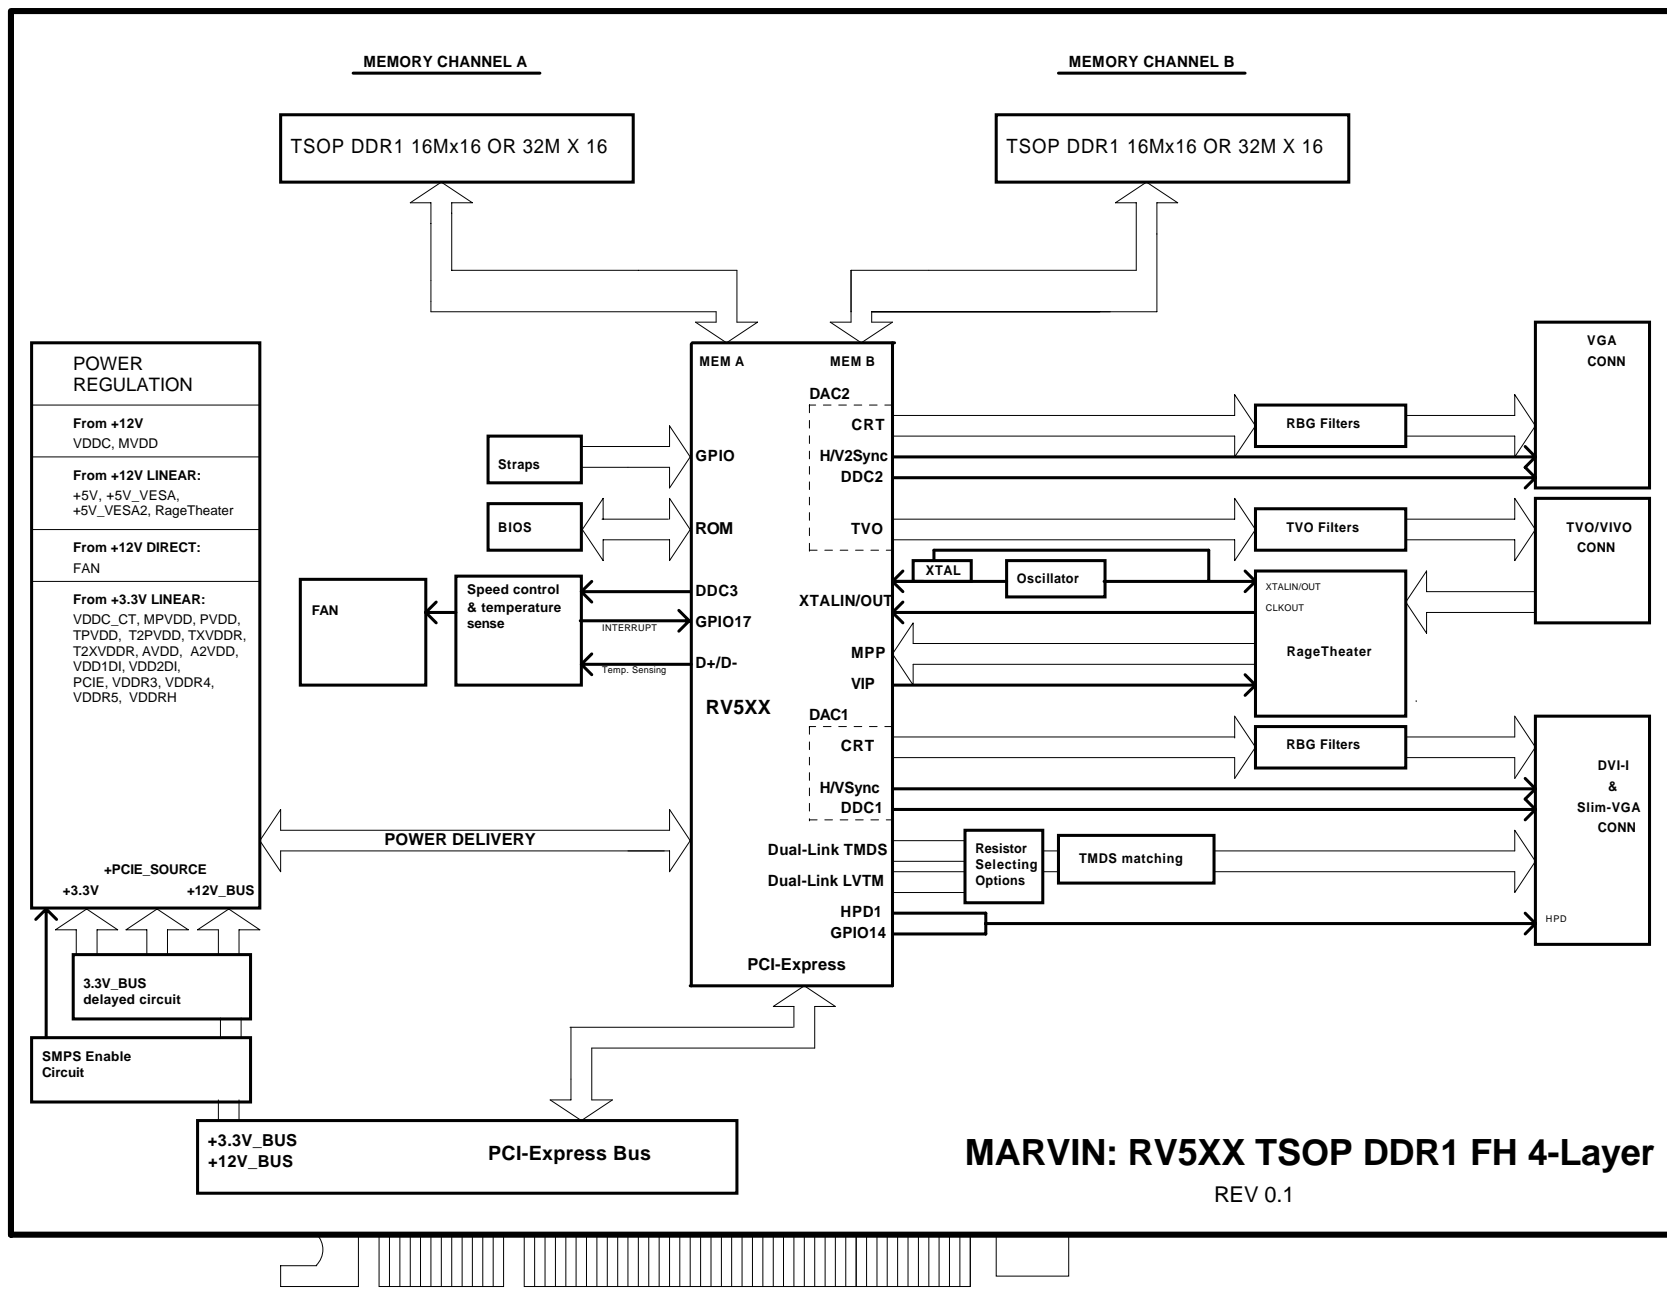 MEMORY CHANNEL A
MEMORY CHANNEL B
TSOP DDR1 16Mx16 OR 32M X 16
TSOP DDR1 16Mx16 OR 32M X 16
POWER
REGULATION
From +12V
VDDC, MVDD
From +12V LINEAR:
+5V, +5V_VESA,
+5V_VESA2, RageTheater
From +12V DIRECT:
FAN
From +3.3V LINEAR:
VDDC_CT, MPVDD, PVDD,
TPVDD, T2PVDD, TXVDDR,
T2XVDDR, AVDD, A2VDD,
VDD1DI, VDD2DI,
PCIE, VDDR3, VDDR4,
VDDR5, VDDRH
+PCIE_SOURCE
+3.3V
+12V_BUS
3.3V_BUS
delayed circuit
SMPS Enable
Circuit
Straps
BIOS
FAN
Speed control
& temperature
sense
INTERRUPT
Temp. Sensing
POWER DELIVERY
MEM A
MEM B
GPIO
ROM
DDC3
GPIO17
D+/D-
RV5XX
DAC2
CRT
H/V2Sync
DDC2
TVO
XTALIN/OUT
MPP
VIP
DAC1
CRT
H/VSync
DDC1
Dual-Link TMDS
Dual-Link LVTM
HPD1
GPIO14
PCI-Express
RBG Filters
TVO Filters
XTAL
Oscillator
XTALIN/OUT
CLKOUT
RageTheater
RBG Filters
Resistor
Selecting
Options
TMDS matching
VGA
CONN
TVO/VIVO
CONN
DVI-I
&
Slim-VGA
CONN
HPD
+3.3V_BUS
+12V_BUS
PCI-Express Bus
MARVIN: RV5XX TSOP DDR1 FH 4-Layer
REV 0.1